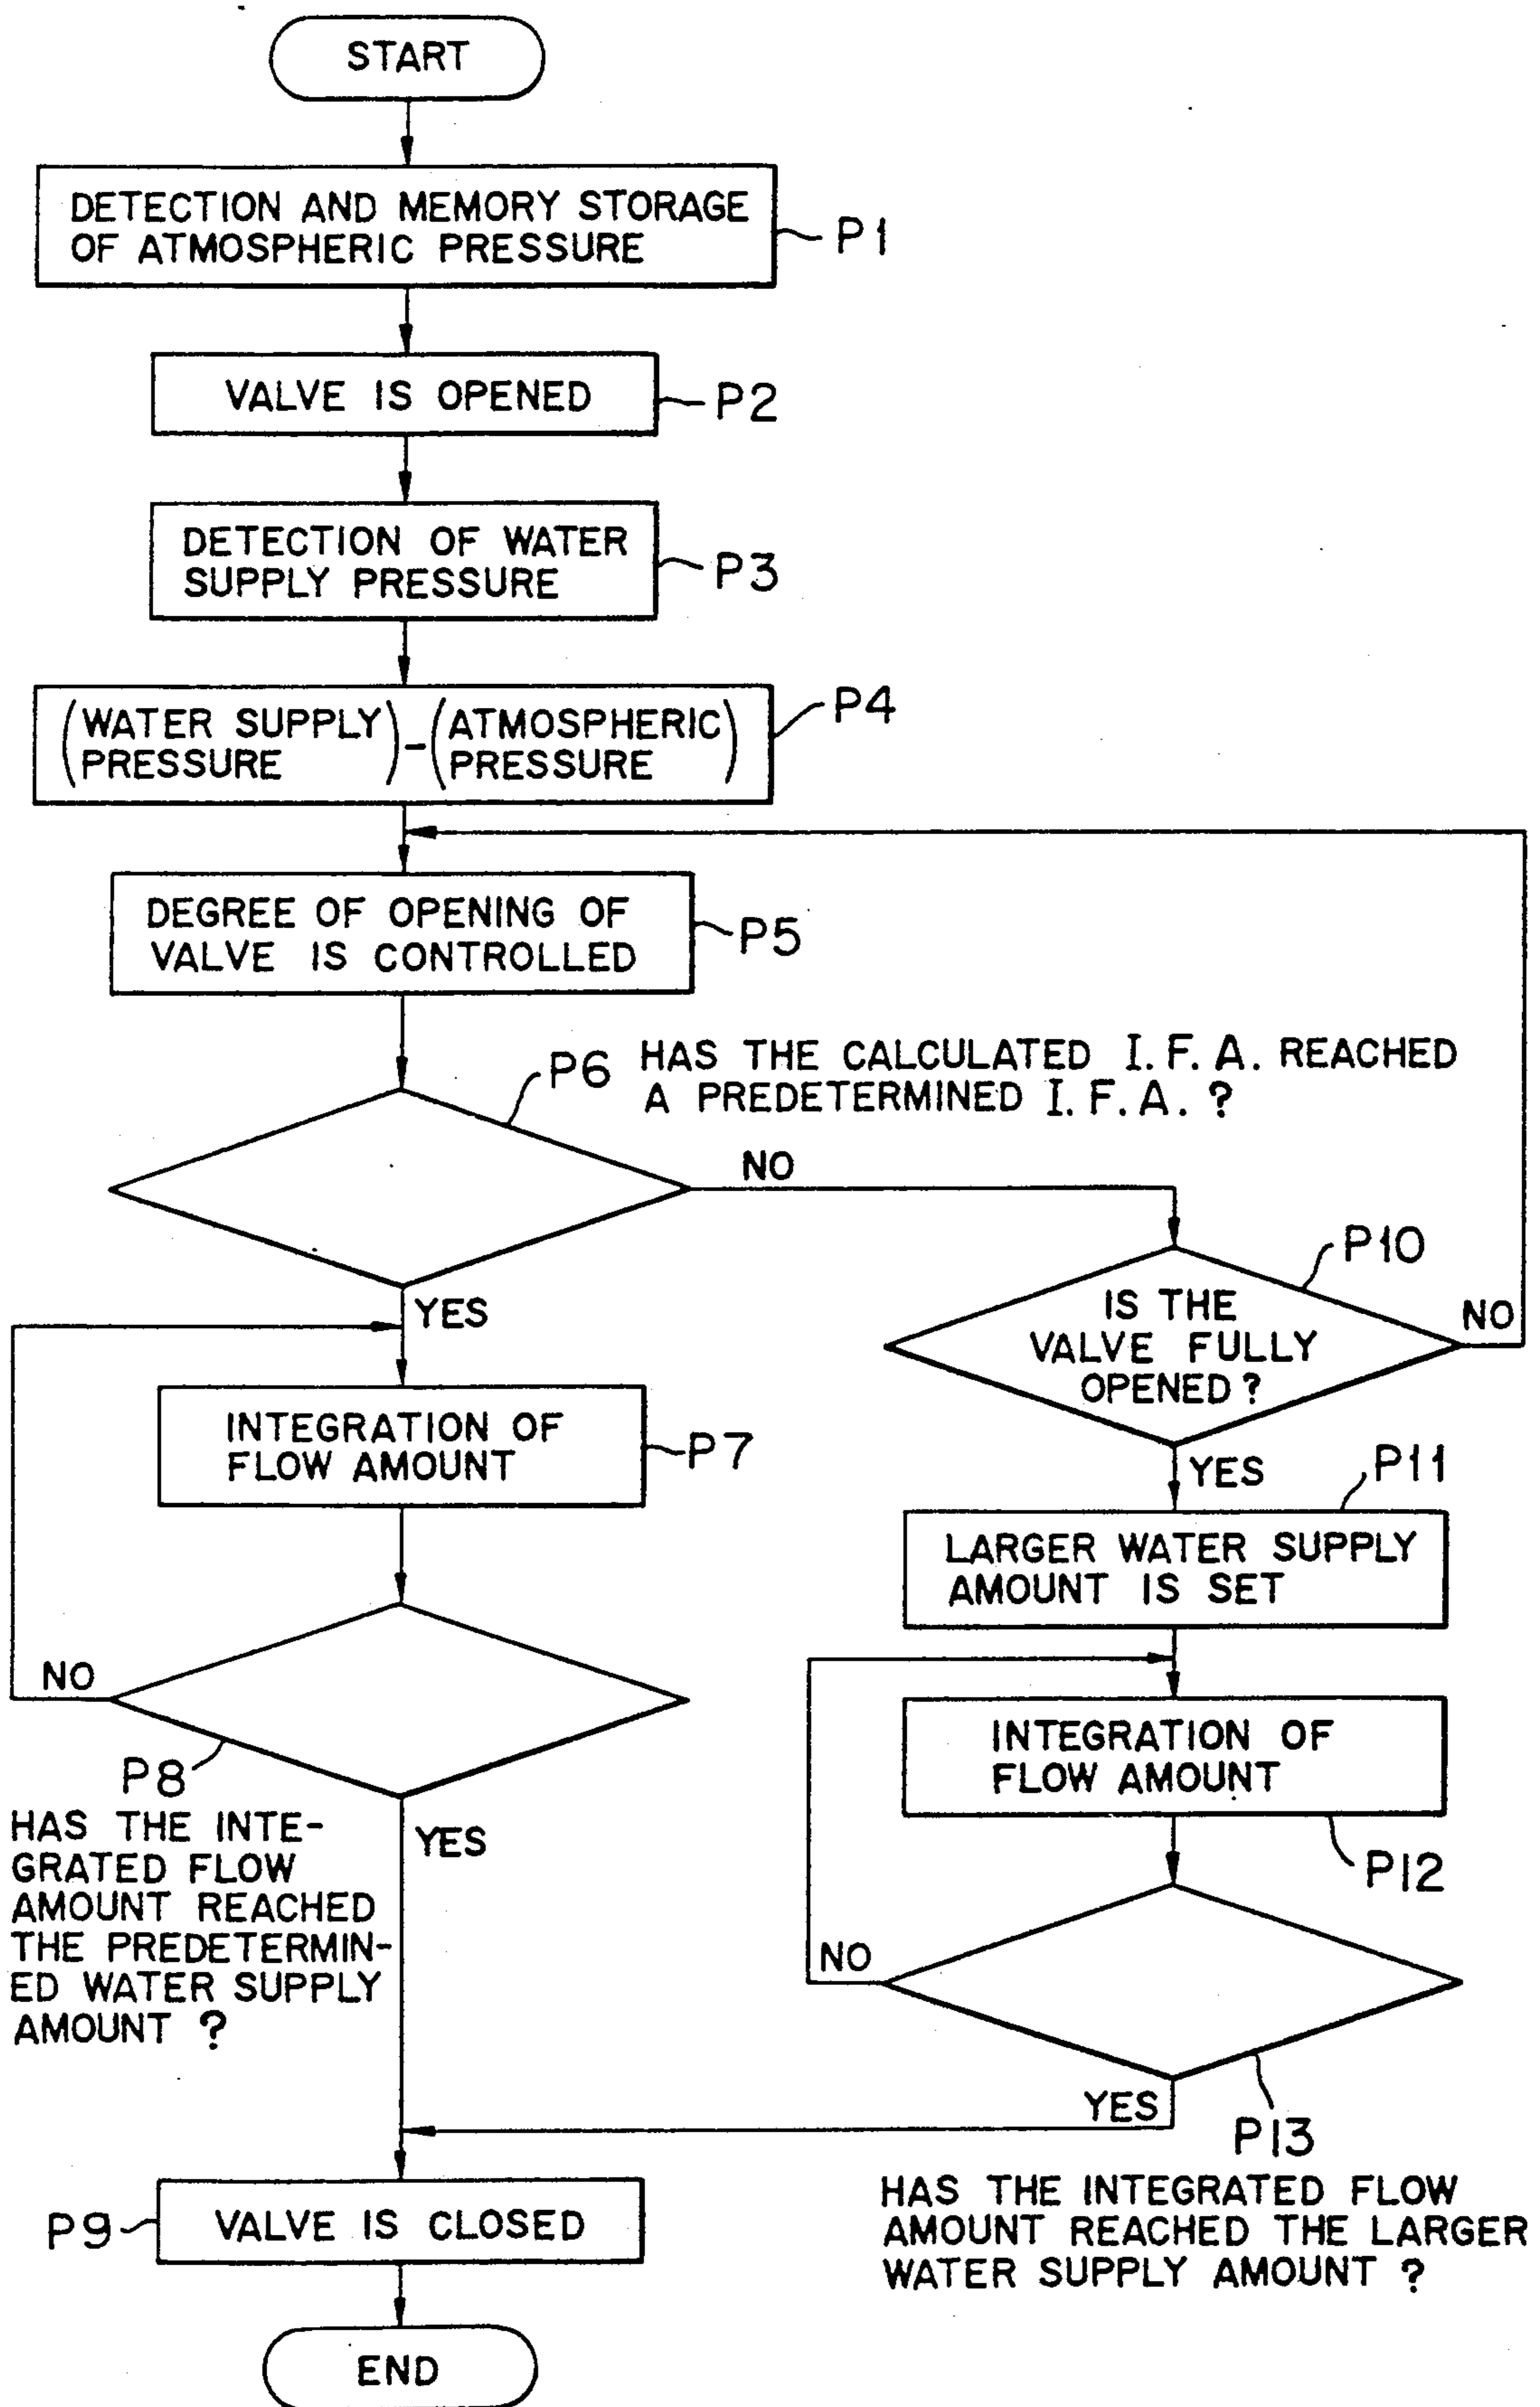 START
DETECTION AND MEMORY STORAGE
OF ATMOSPHERIC PRESSURE
P1
VALVE IS OPENED
P2
DETECTION OF WATER
SUPPLY PRESSURE
P3
(WATER SUPPLY PRESSURE) - (ATMOSPHERIC PRESSURE)
P4
DEGREE OF OPENING OF
VALVE IS CONTROLLED
P5
P6
HAS THE CALCULATED I.F.A. REACHED
A PREDETERMINED I.F.A. ?
NO
YES
P10
IS THE
VALVE FULLY
OPENED ?
NO
YES
INTEGRATION OF
FLOW AMOUNT
P7
P11
LARGER WATER SUPPLY
AMOUNT IS SET
NO
P8
HAS THE INTE-
GRATED FLOW
AMOUNT REACHED
THE PREDETERMIN-
ED WATER SUPPLY
AMOUNT ?
YES
INTEGRATION OF
FLOW AMOUNT
P12
NO
YES
P13
HAS THE INTEGRATED FLOW
AMOUNT REACHED THE LARGER
WATER SUPPLY AMOUNT ?
P9
VALVE IS CLOSED
END